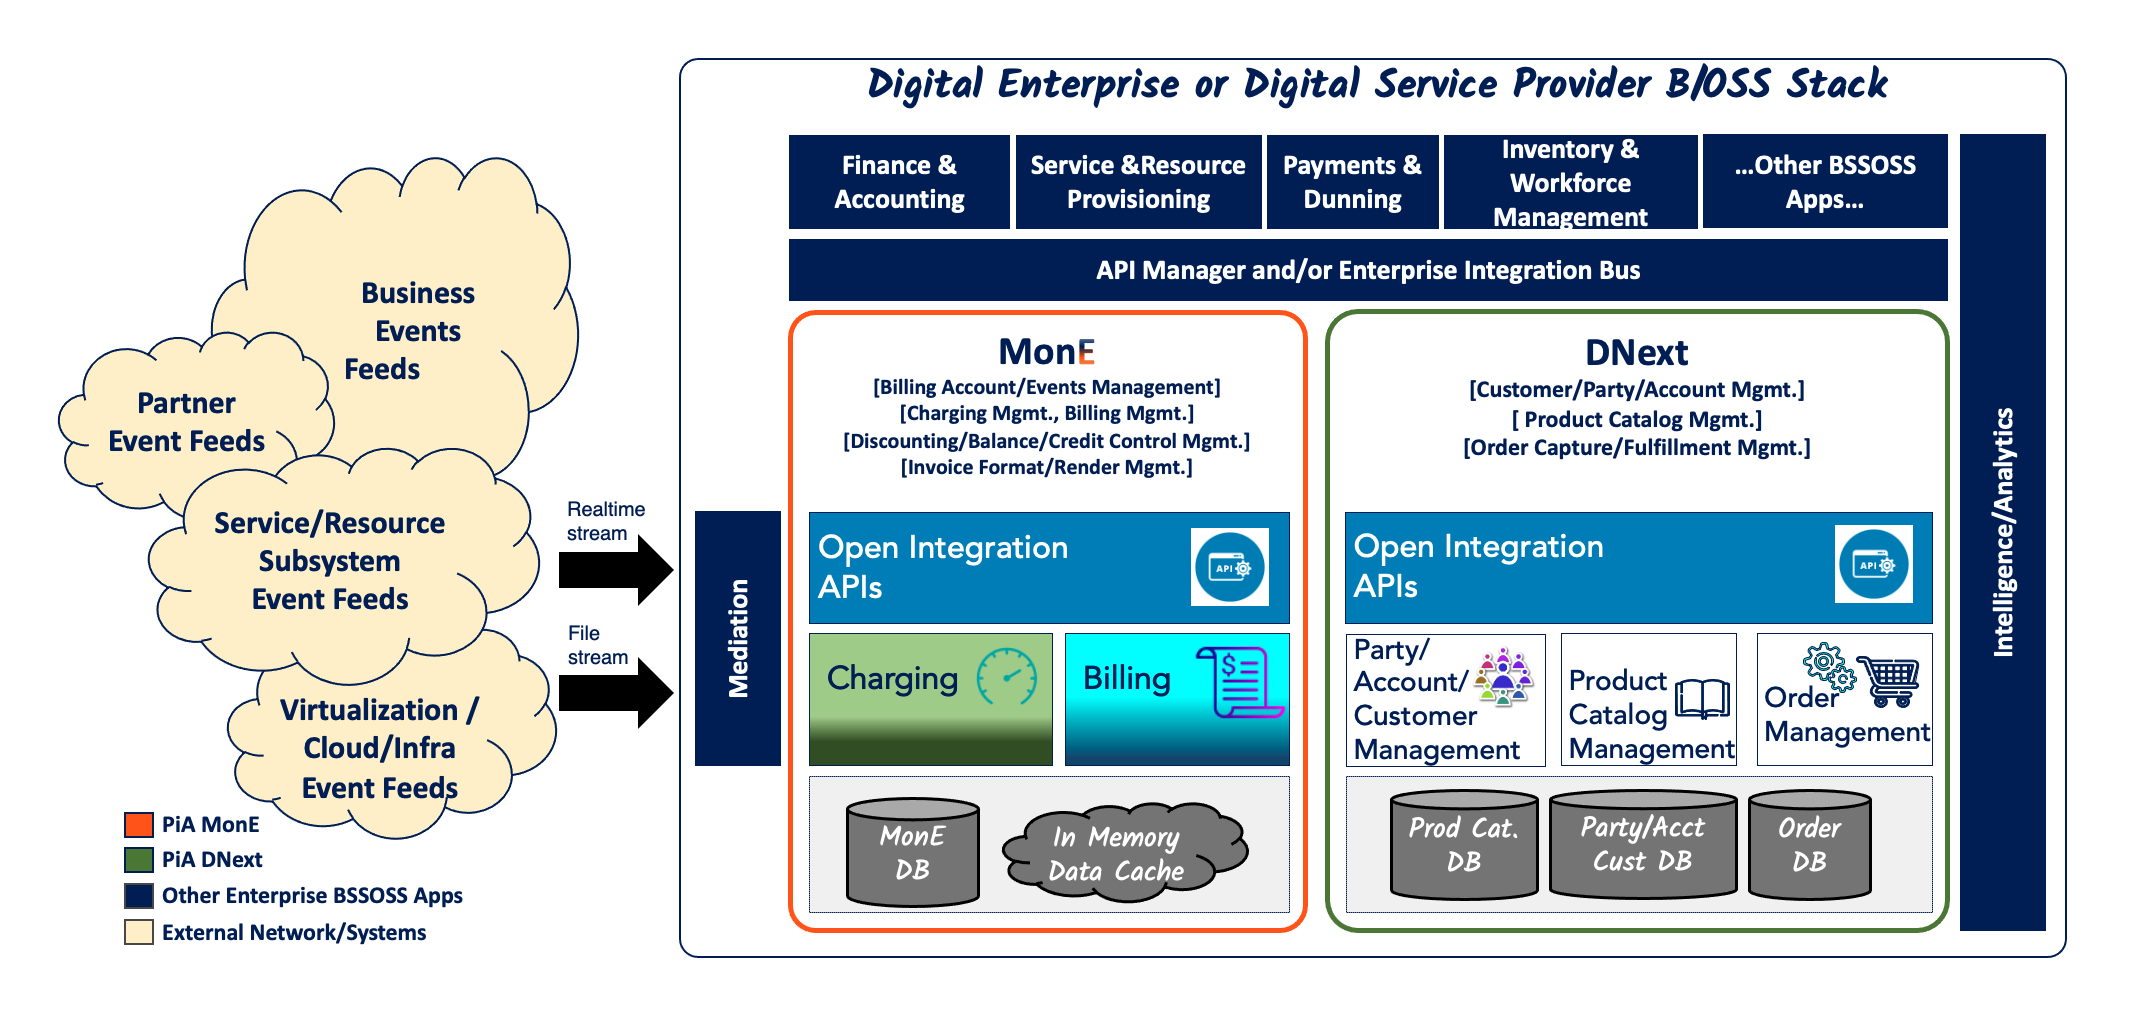 Digital Enterprise or Digital Service Provider B/OSS Stack
Finance &
Accounting
Service &Resource
Provisioning
Payments &
Dunning
Inventory &
Workforce
Management
...Other BSSOSS
Apps...
API Manager and/or Enterprise Integration Bus
Business
Events
Feeds
Partner
Event Feeds
Service/Resource
Subsystem
Event Feeds
Virtualization /
Cloud/Infra
Event Feeds
Realtime
stream
File
stream
Mediation
MonE
[Billing Account/Events Management]
[Charging Mgmt., Billing Mgmt.]
[Discounting/Balance/Credit Control Mgmt.]
[Invoice Format/Render Mgmt.]
Open Integration
APIs
API
Charging
Billing
$
MonE
DB
In Memory
Data Cache
DNext
[Customer/Party/Account Mgmt.]
[ Product Catalog Mgmt.]
[Order Capture/Fulfillment Mgmt.]
Open Integration
APIs
API
Party/
Account/
Customer
Management
Product
Catalog
Management
Order
Management
Prod Cat.
DB
Party/Acct
Cust DB
Order
DB
Intelligence/Analytics
PiA MonE
PiA DNext
Other Enterprise BSSOSS Apps
External Network/Systems